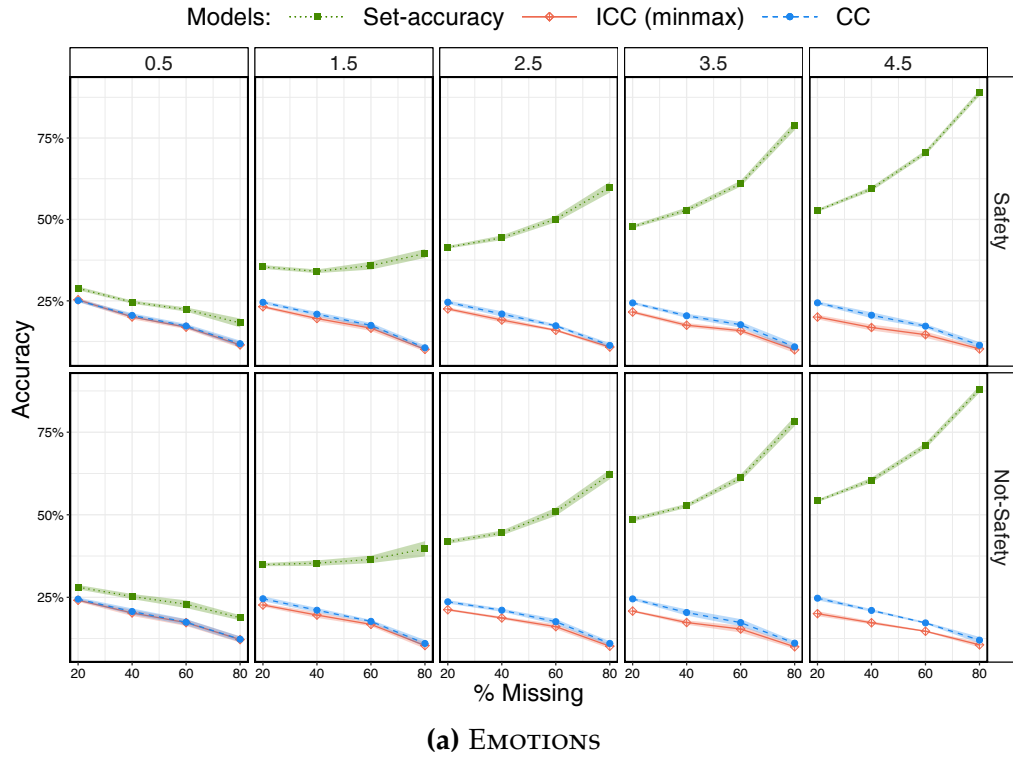 Models: Set-accuracy ICC (minmax) CC
0.5 1.5 2.5 3.5 4.5
75%
50%
25%
Safety
Accuracy
75%
50%
25%
Not-Safety
20 40 60 80 20 40 60 80 20 40 60 80 20 40 60 80 20 40 60 80
% Missing
(a) EMOTIONS